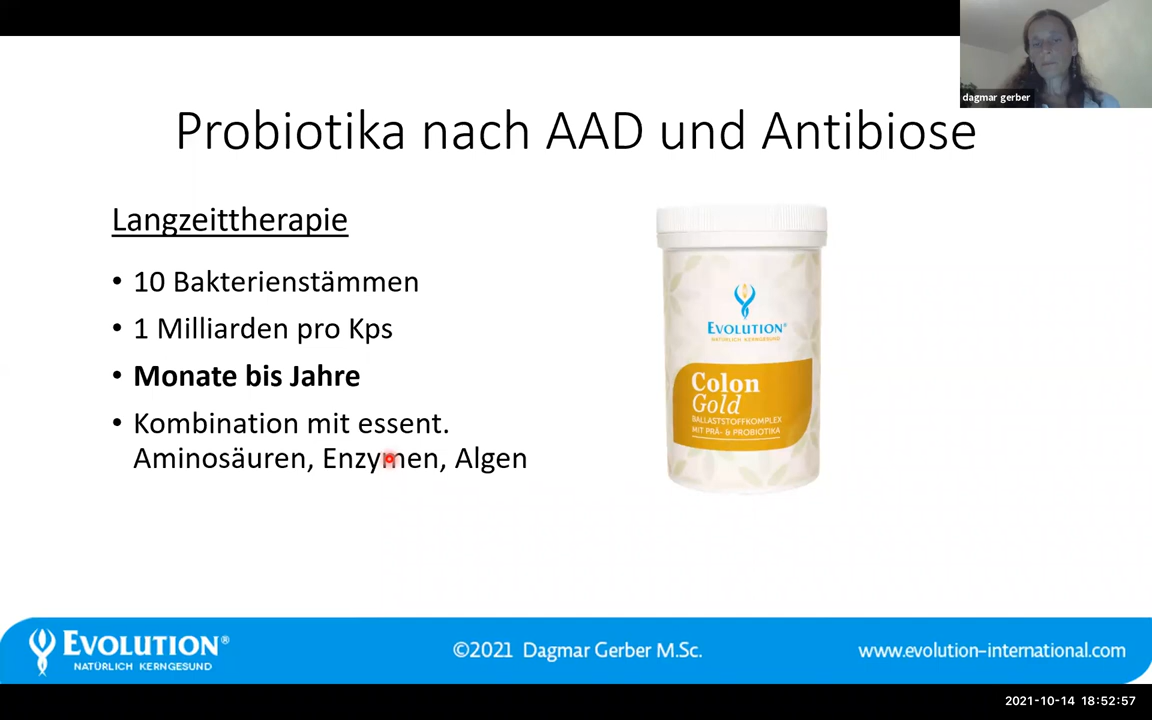 dagmar gerber
Probiotika nach AAD und Antibiose
Langzeittherapie
• 10 Bakterienstämmen
• 1 Milliarden pro Kps
• Monate bis Jahre
• Kombination mit essent.
Aminosäuren, Enzymen, Algen
EVOLUTION®
NATÜRLICH KERNGESUND
Colon
Gold
BALLASTSTOFFKOMPLEX
MIT PRÄ- & PROBIOTIKA
EVOLUTION®
NATÜRLICH KERNGESUND
©2021 Dagmar Gerber M.Sc.
www.evolution-international.com
2021-10-14 18:52:57